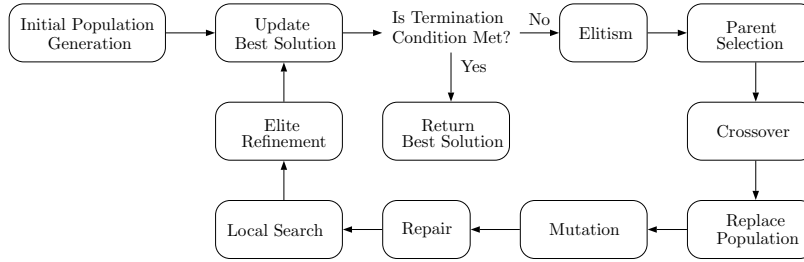 Initial Population
Generation
Update
Best Solution
Is Termination
Condition Met?
No
Elitism
Parent
Selection
Yes
Elite
Refinement
Return
Best Solution
Crossover
Local Search
Repair
Mutation
Replace
Population